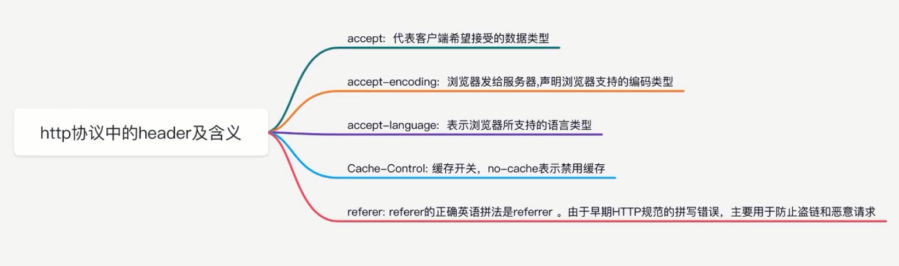 accept: 代表客户端希望接受的数据类型
accept-encoding: 浏览器发给服务器,声明浏览器支持的编码类型
http协议中的header及含义
accept-language: 表示浏览器所支持的语言类型
Cache-Control: 缓存开关，no-cache表示禁用缓存
referer: referer的正确英语拼法是referrer 。由于早期HTTP规范的拼写错误，主要用于防止盗链和恶意请求